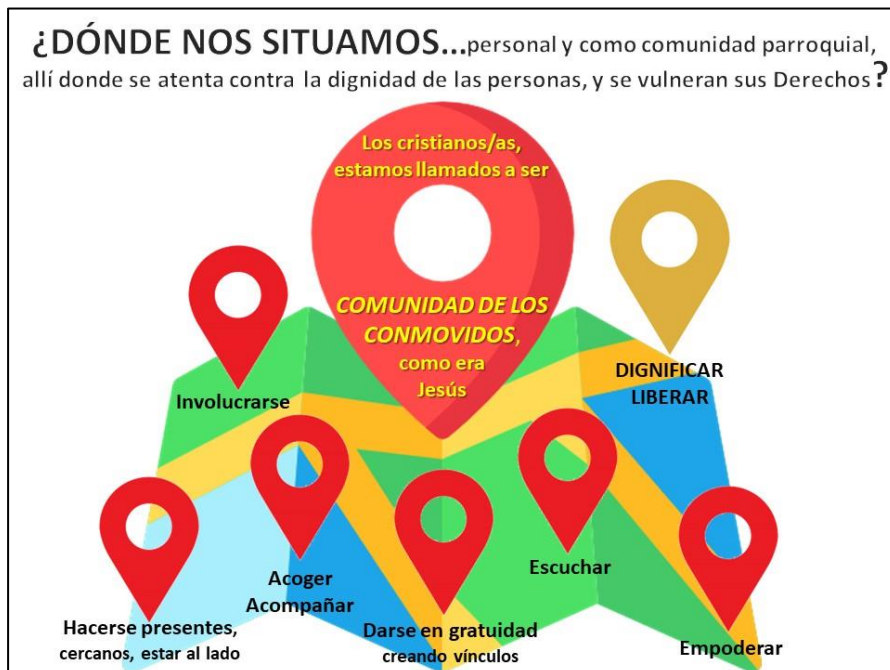 ¿DÓNDE NOS SITUAMOS...personal y como comunidad parroquial,
allí donde se atenta contra la dignidad de las personas, y se vulneran sus Derechos?
Los cristianos/as,
estamos llamados a ser
COMUNIDAD DE LOS
CONMOVIDOS,
como era
Jesús
Involucrarse
DIGNIFICAR
LIBERAR
Hacerse presentes,
cercanos, estar al lado
Acoger
Acompañar
Darse en gratuidad
creando vínculos
Escuchar
Empoderar